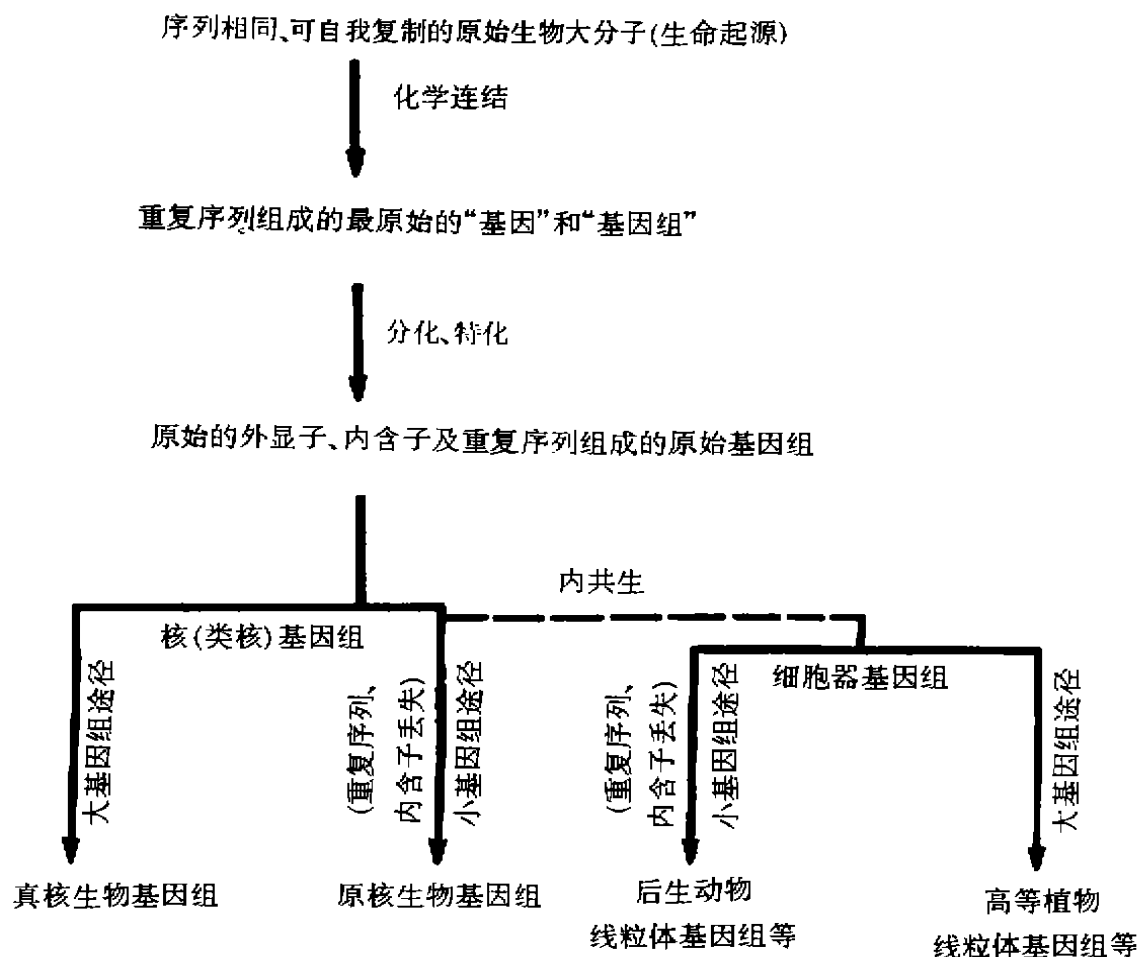 序列相同、可自我复制的原始生物大分子(生命起源)
化学连结
重复序列组成的最原始的“基因”和“基因组”
分化、特化
原始的外显子、内含子及重复序列组成的原始基因组
内共生
核(类核)基因组
细胞器基因组
大基因组途径
(重复序列、
内含子丢失)
小基因组途径
(重复序列、
内含子丢失)
小基因组途径
大基因组途径
真核生物基因组
原核生物基因组
后生动物
线粒体基因组等
高等植物
线粒体基因组等